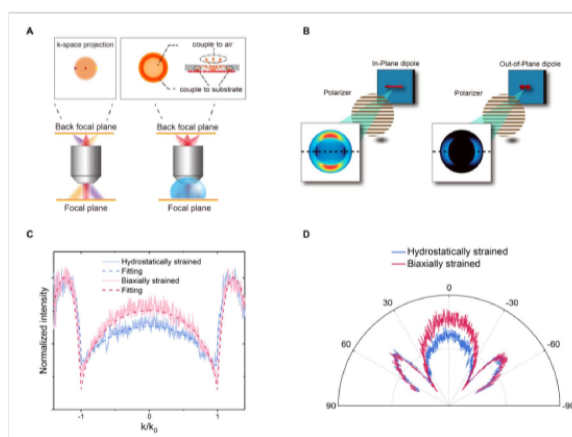 A
k-space projection
couple to air
couple to substrate
Back focal plane
Back focal plane
Focal plane
Focal plane
B
In-Plane dipole
Out-of-Plane dipole
Polarizer
Polarizer
C
Hydrostatically strained
Fitting
Biaxially strained
Fitting
Normalized intensity
-1
0
1
k/k0
D
Hydrostatically strained
Biaxially strained
0
30
-30
60
-60
90
-90